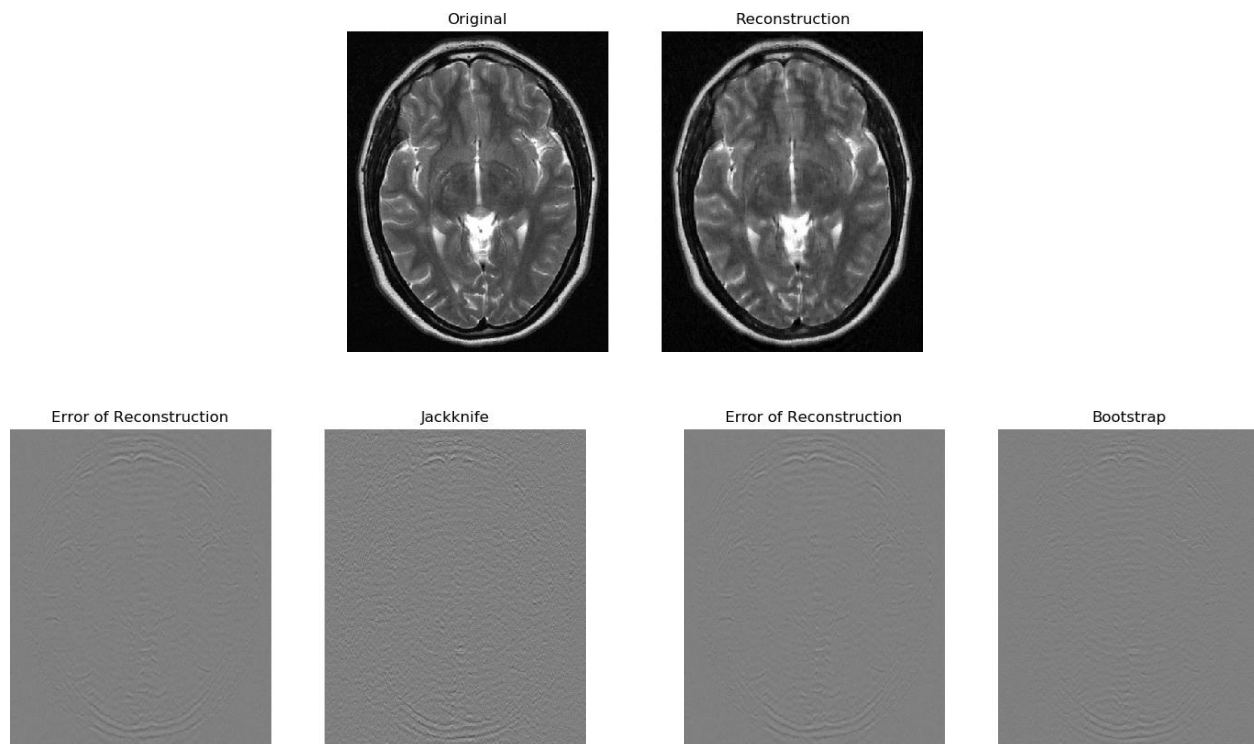 Original
Reconstruction
Error of Reconstruction
Jackknife
Error of Reconstruction
Bootstrap